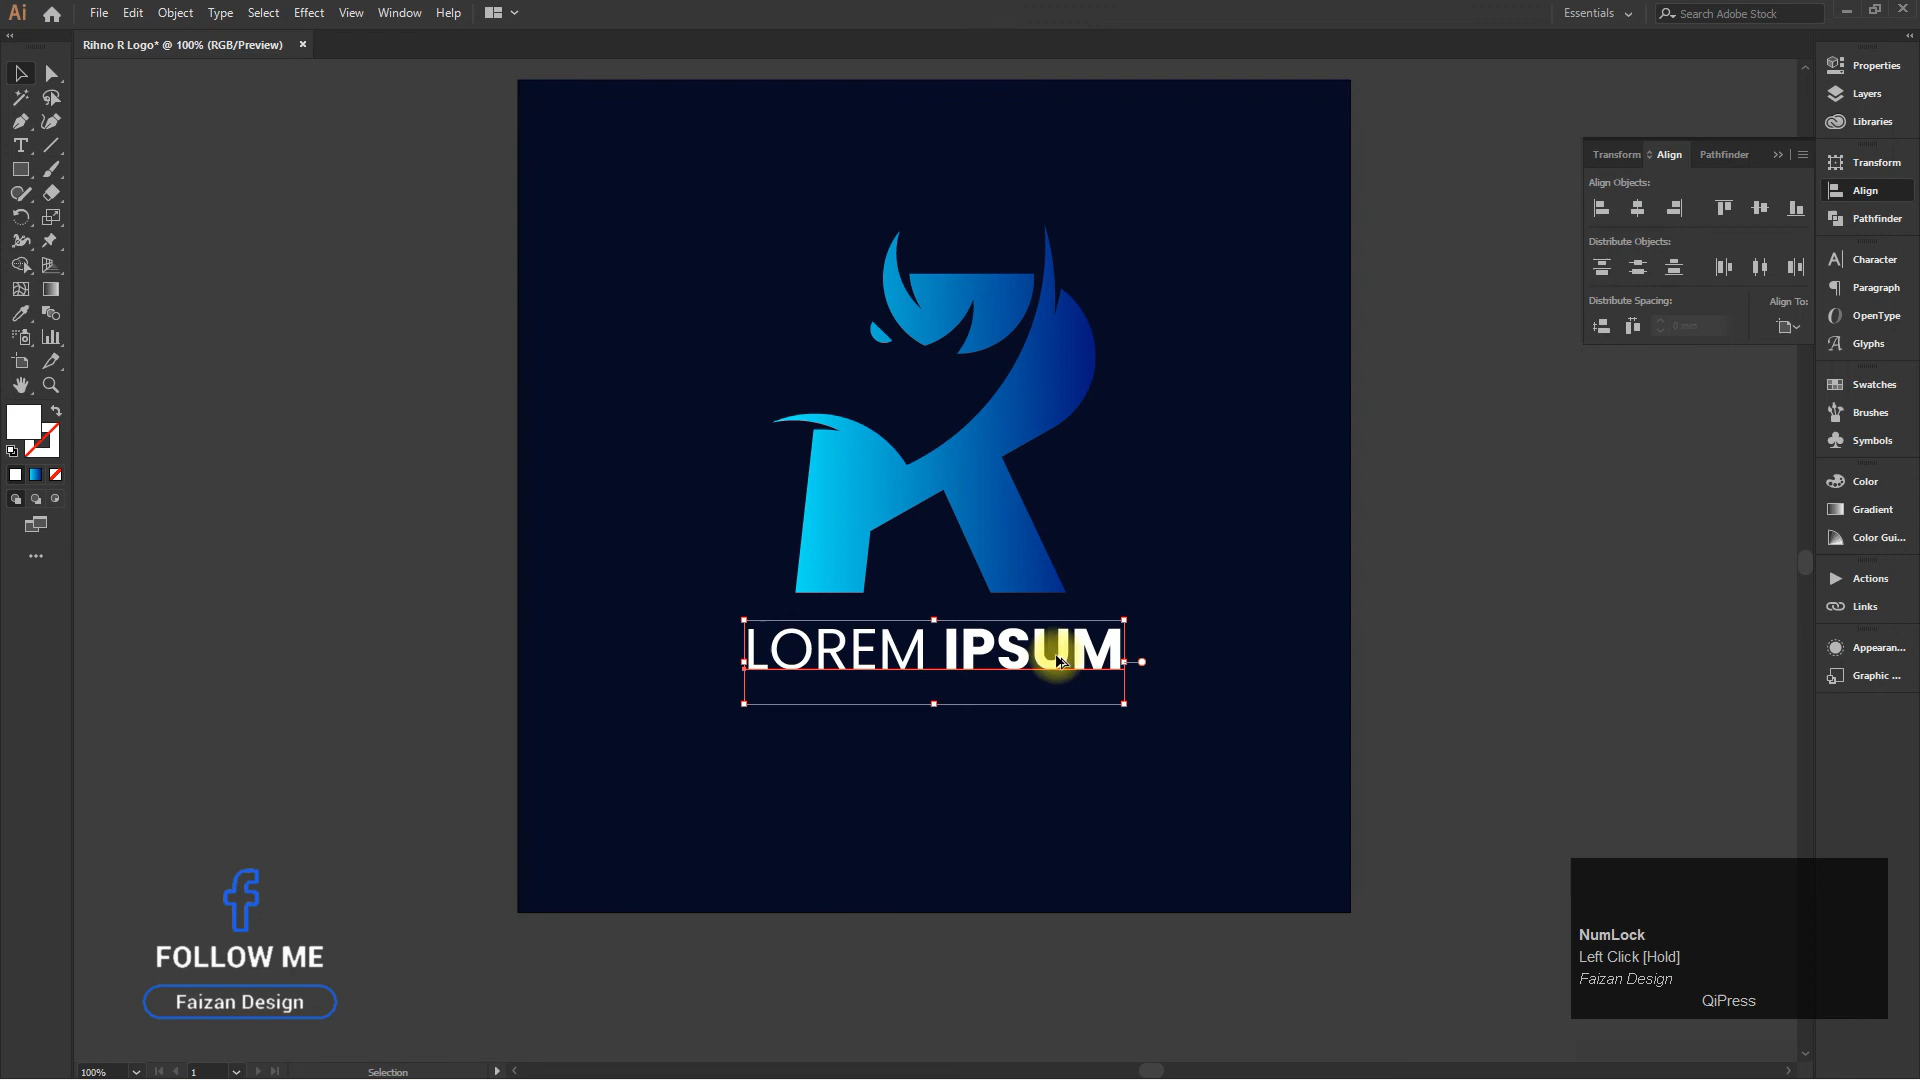 Ai File Edit Object Type Select Effect View Window Help
Essentials
Search Adobe Stock
Rihno R Logo* @ 100% (RGB/Preview)
Properties
Layers
Libraries
Transform
Align
Pathfinder
Character
Paragraph
OpenType
Glyphs
Swatches
Brushes
Symbols
Color
Gradient
Color Gui...
Actions
Links
Appearan...
Graphic ...
Transform Align Pathfinder
Align Objects:
Distribute Objects:
Distribute Spacing: Align To:
0 mm
LOREM IPSUM
FOLLOW ME
Faizan Design
NumLock
Left Click [Hold]
Faizan Design
QiPress
100% 1 Selection